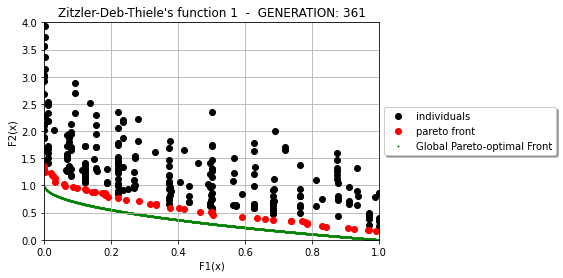 Zitzler-Deb-Thiele's function 1 - GENERATION: 361
4.0
3.5
3.0
2.5
2.0
1.5
1.0
0.5
0.0
F2(x)
0.0 0.2 0.4 0.6 0.8 1.0
F1(x)
individuals
pareto front
Global Pareto-optimal Front